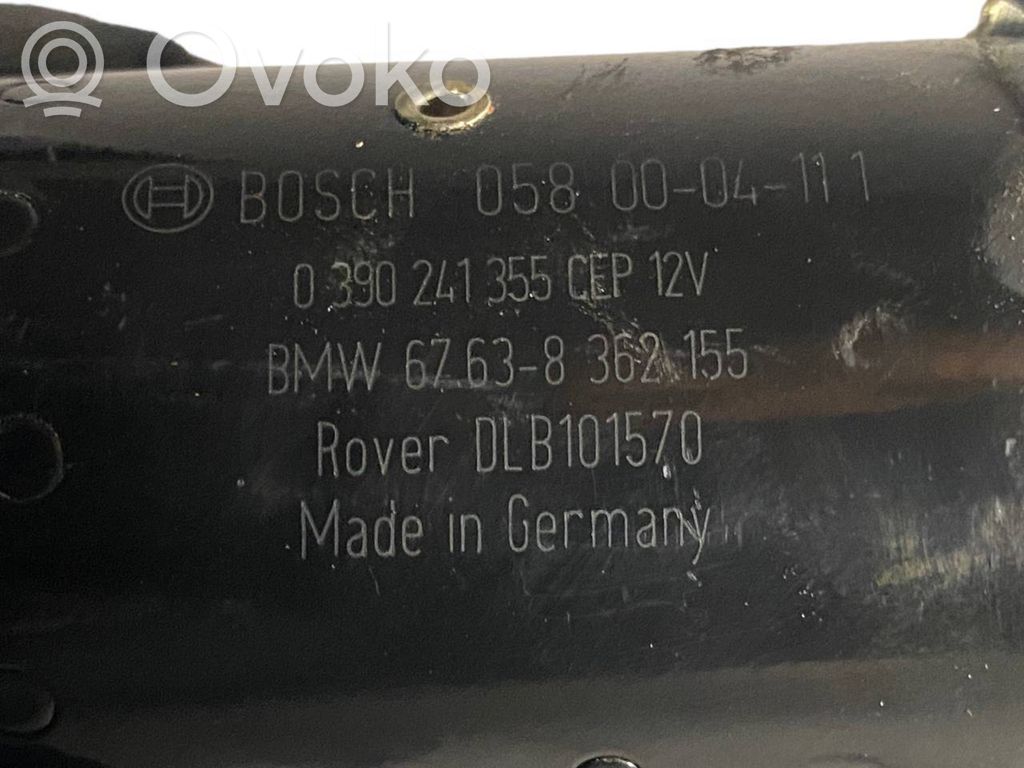 Ovoko
BOSCH 058 00-04-11 1
0 390 241 355 CEP 12V
BMW 67.63-8 362 155
Rover DLB101570
Made in Germany